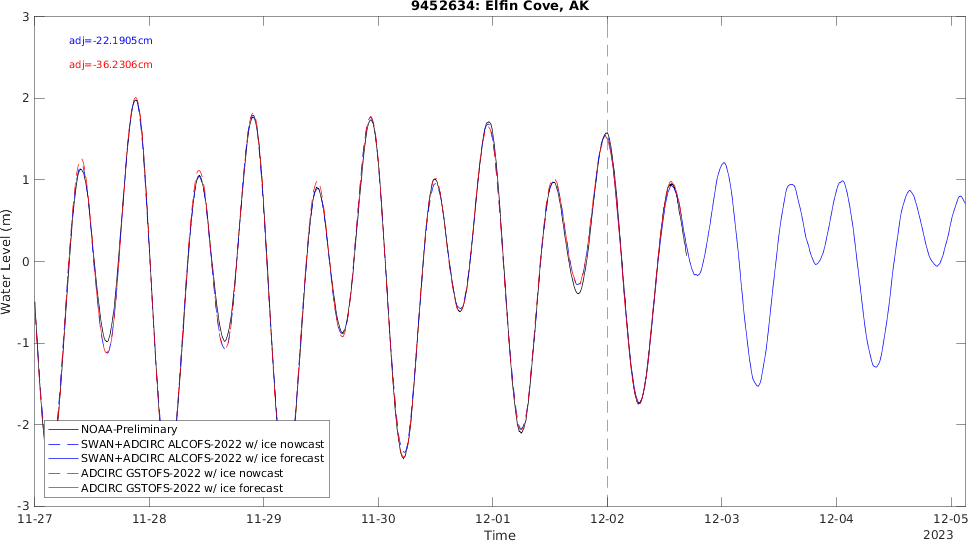 9452634: Elfin Cove, AK
adj=-22.1905cm
adj=-36.2306cm
Water Level (m)
3
2
1
0
-1
-2
-3
NOAA-Preliminary
SWAN+ADCIRC ALCOFS-2022 w/ ice nowcast
SWAN+ADCIRC ALCOFS-2022 w/ ice forecast
ADCIRC GSTOFS-2022 w/ ice nowcast
ADCIRC GSTOFS-2022 w/ ice forecast
11-27 11-28 11-29 11-30 12-01 12-02 12-03 12-04 12-05
Time
2023